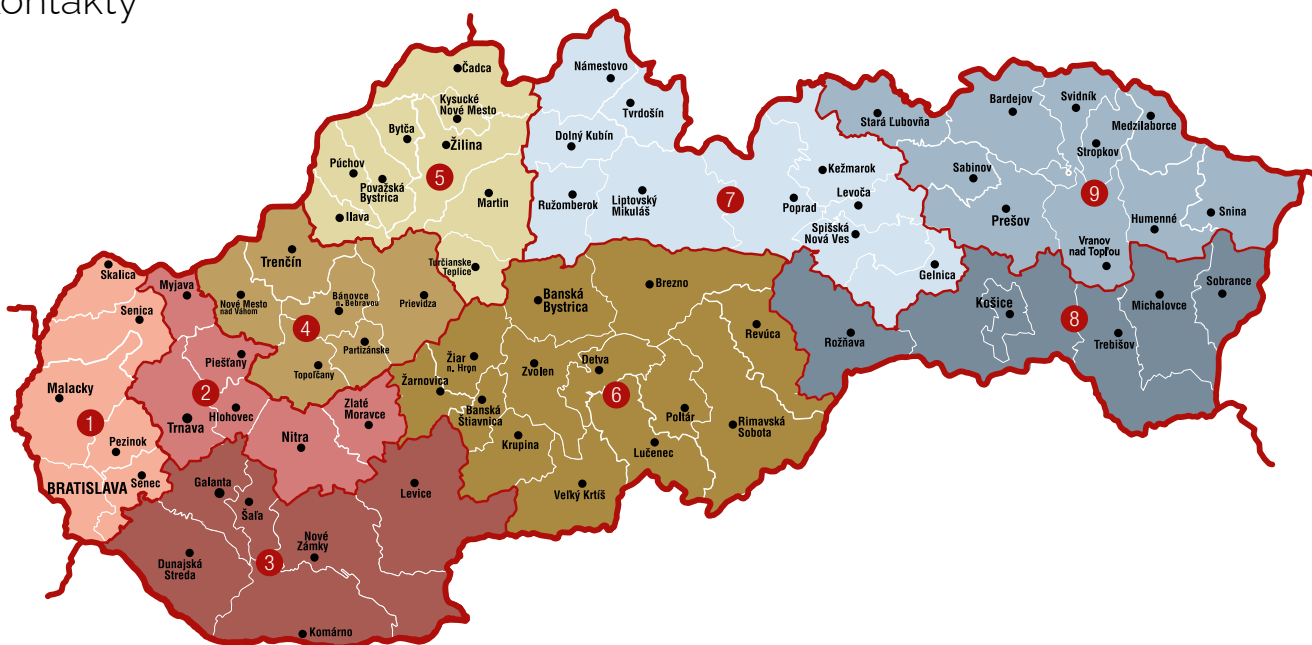 ontakty
Čadca
Kysucké
Nové Mesto
Bytča
Žilina
Púchov
Považská
Bystrica
Ilava
Martin
Turčianske
Teplice
5
Námestovo
Tvrdošín
Dolný Kubín
Ružomberok
Liptovský
Mikuláš
7
Poprad
Kežmarok
Levoča
Spišská
Nová Ves
Gelnica
Stará Ľubovňa
Bardejov
Svidník
Medzilaborce
Stropkov
Sabinov
9
Prešov
Humenné
Snina
Vranov
nad Topľou
Trenčín
Nové Mesto
nad Váhom
Bánovce
n. Bebravou
Prievidza
4
Partizánske
Topoľčany
Skalica
Senica
Malacky
1
Pezinok
Senec
BRATISLAVA
Myjava
Piešťany
2
Hlohovec
Trnava
Zlaté
Moravce
Nitra
Banská
Bystrica
Brezno
Revúca
Žiar
n. Hron
Zvolen
Detva
Žarnovica
Banská
Štiavnica
6
Poltár
Rimavská
Sobota
Krupina
Lučenec
Veľký Krtíš
Rožňava
Košice
8
Trebišov
Michalovce
Sobrance
Galanta
Šaľa
Levice
Nové
Zámky
3
Dunajská
Streda
Komárno